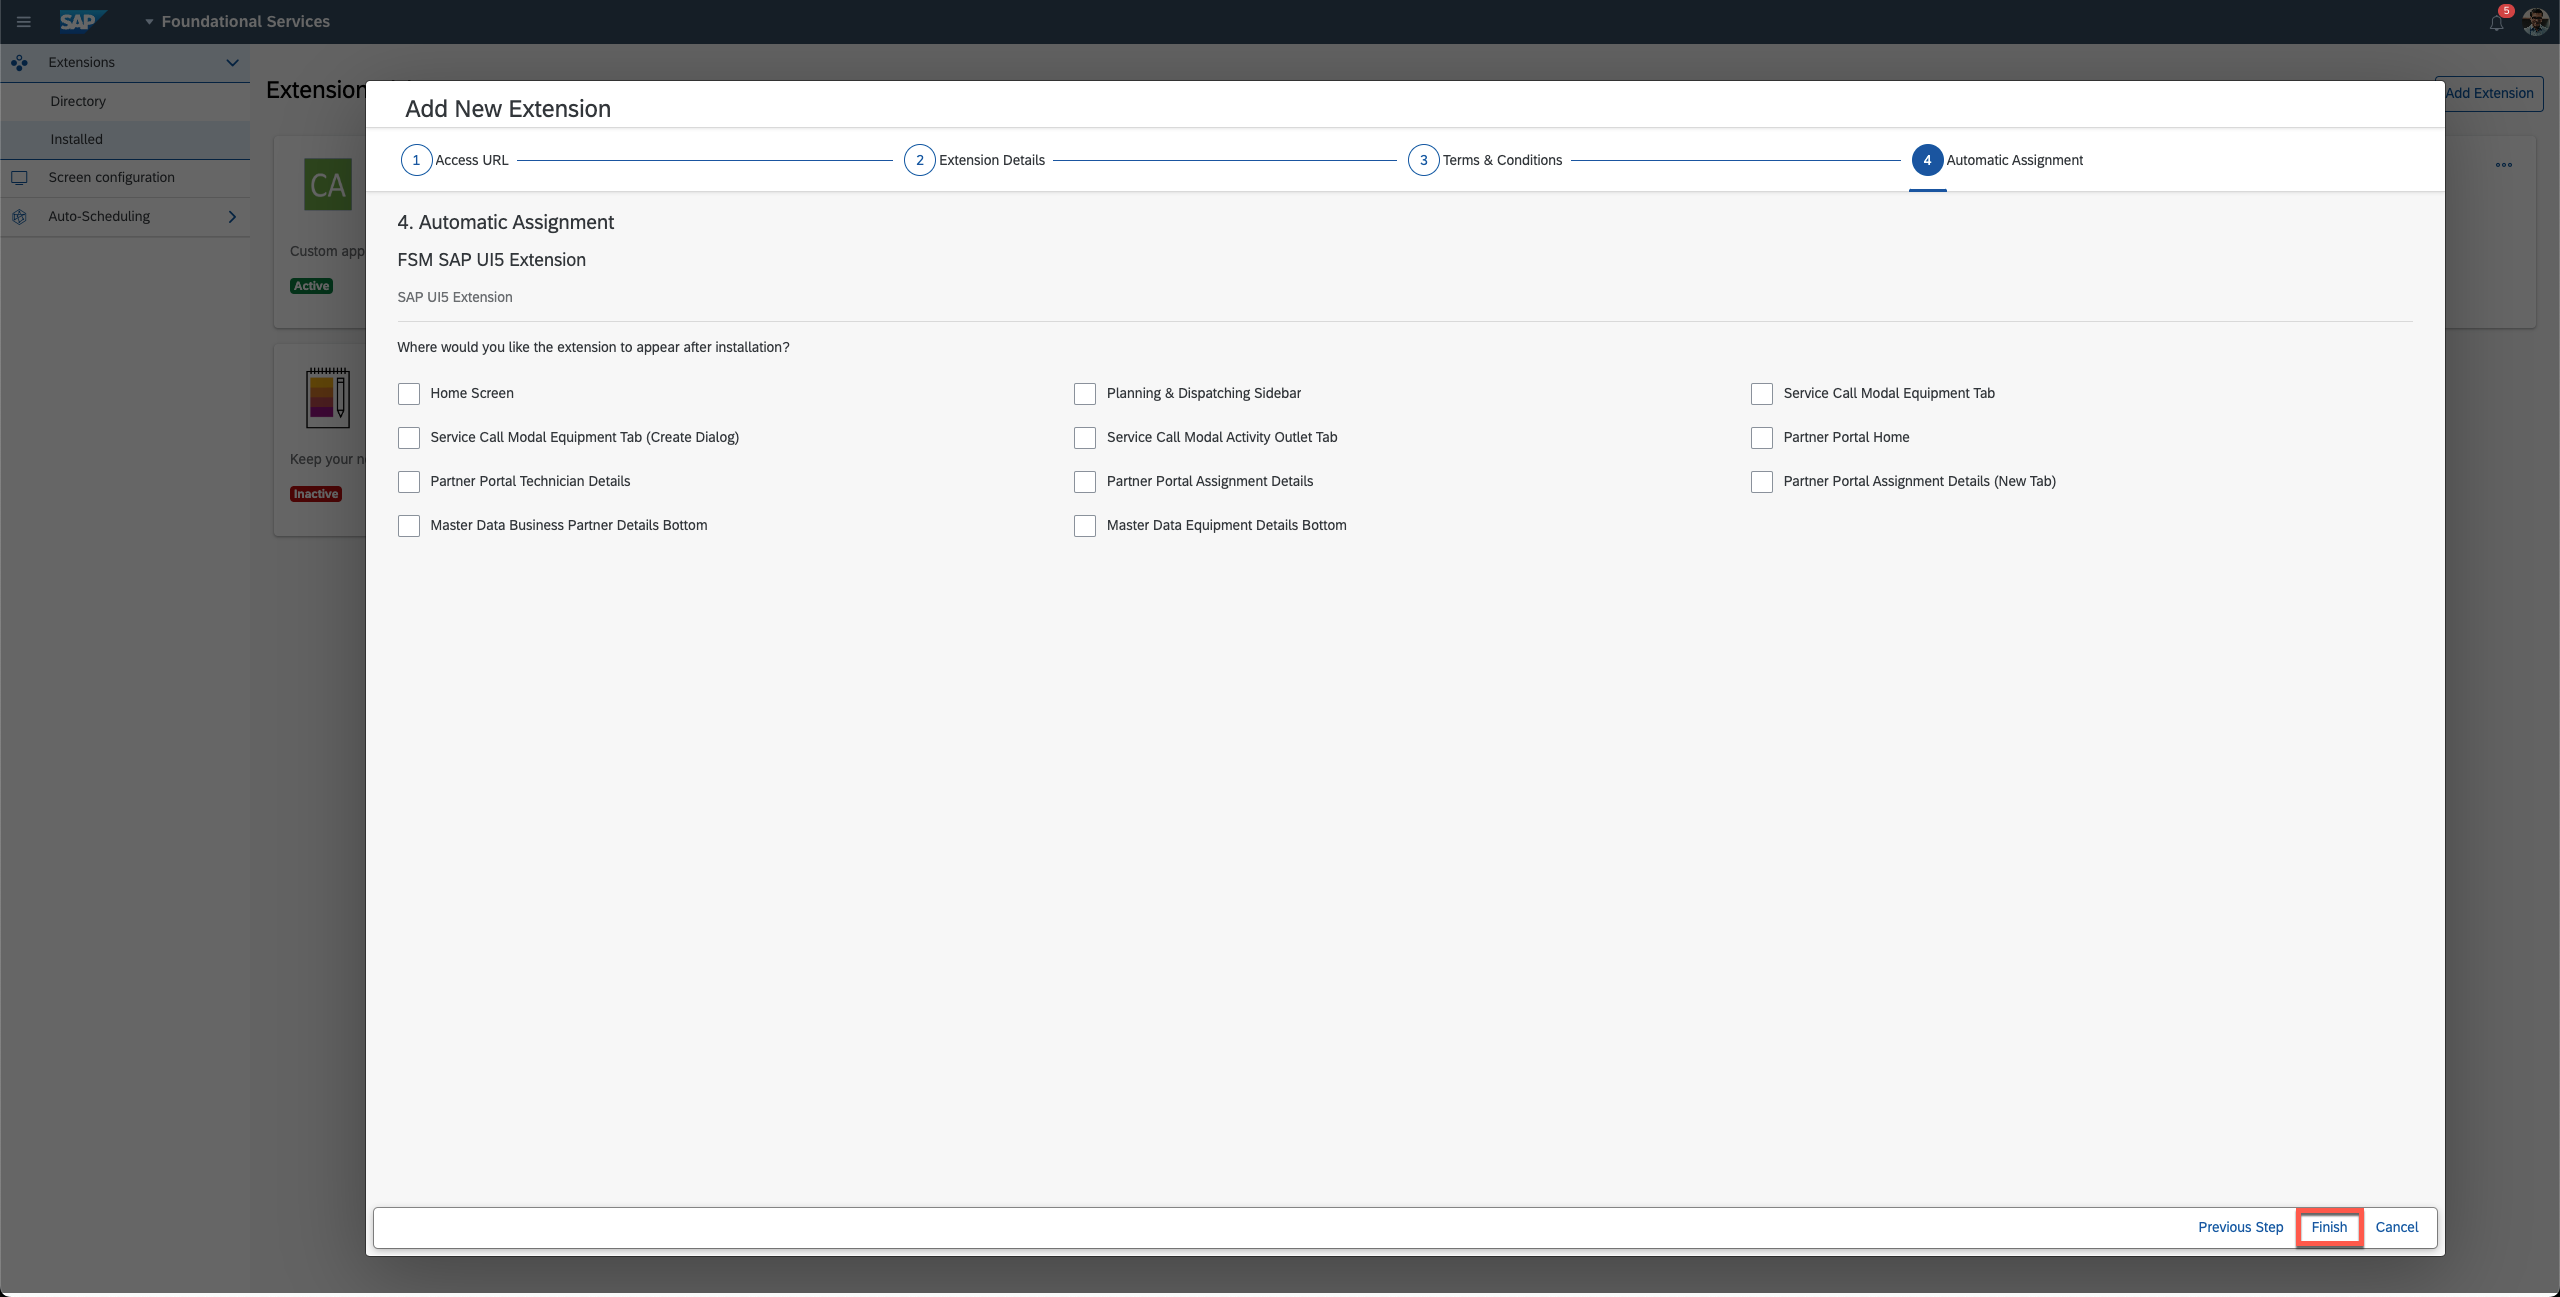 SAP
Foundational Services
5
Extensions
Directory
Installed
Screen configuration
Auto-Scheduling
Extension
Add Extension
CA
Custom app
Active
Keep your n
Inactive
Add New Extension
1 Access URL
2 Extension Details
3 Terms & Conditions
4 Automatic Assignment
4. Automatic Assignment
FSM SAP UI5 Extension
SAP UI5 Extension
Where would you like the extension to appear after installation?
Home Screen
Planning & Dispatching Sidebar
Service Call Modal Equipment Tab
Service Call Modal Equipment Tab (Create Dialog)
Service Call Modal Activity Outlet Tab
Partner Portal Home
Partner Portal Technician Details
Partner Portal Assignment Details
Partner Portal Assignment Details (New Tab)
Master Data Business Partner Details Bottom
Master Data Equipment Details Bottom
Previous Step
Finish
Cancel